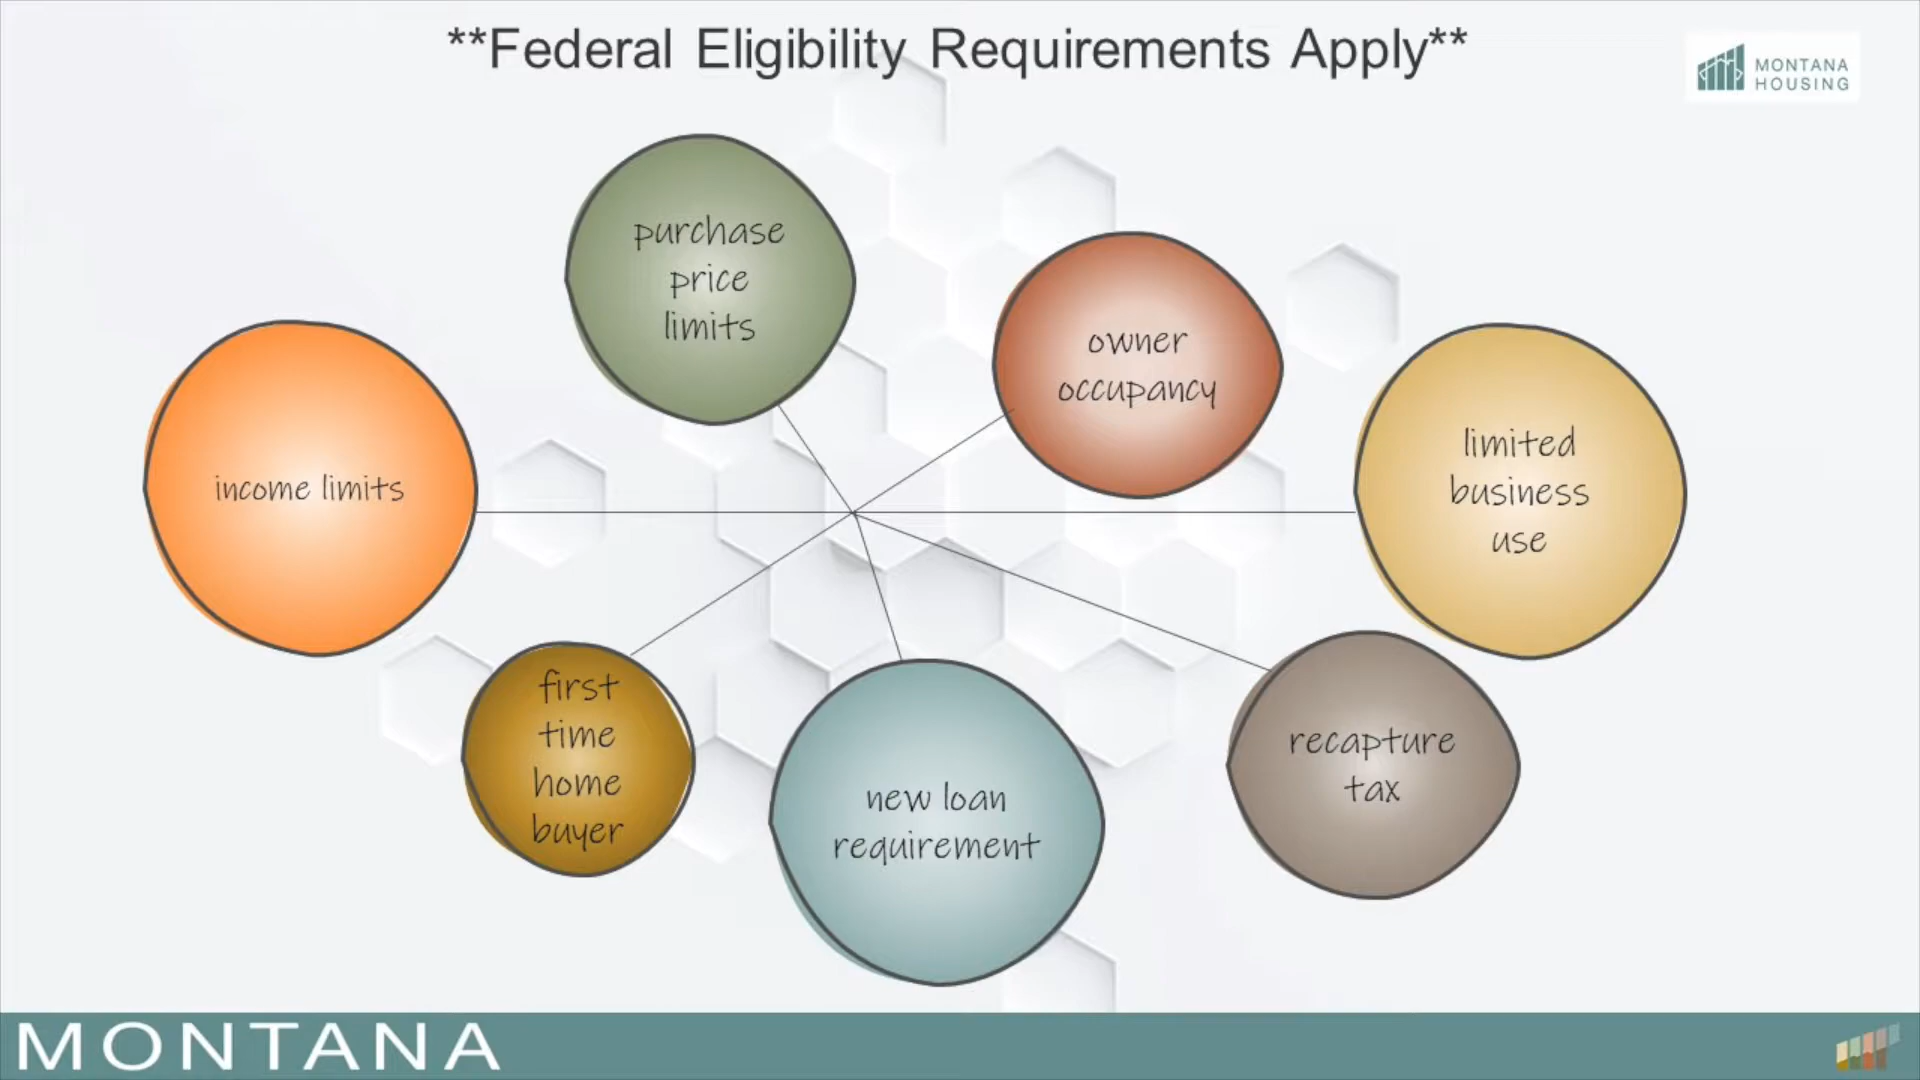 **Federal Eligibility Requirements Apply**
MONTANA
HOUSING
purchase
price
limits
owner
occupancy
income limits
limited
business
use
first
time
home
buyer
new loan
requirement
recapture
tax
MONTANA